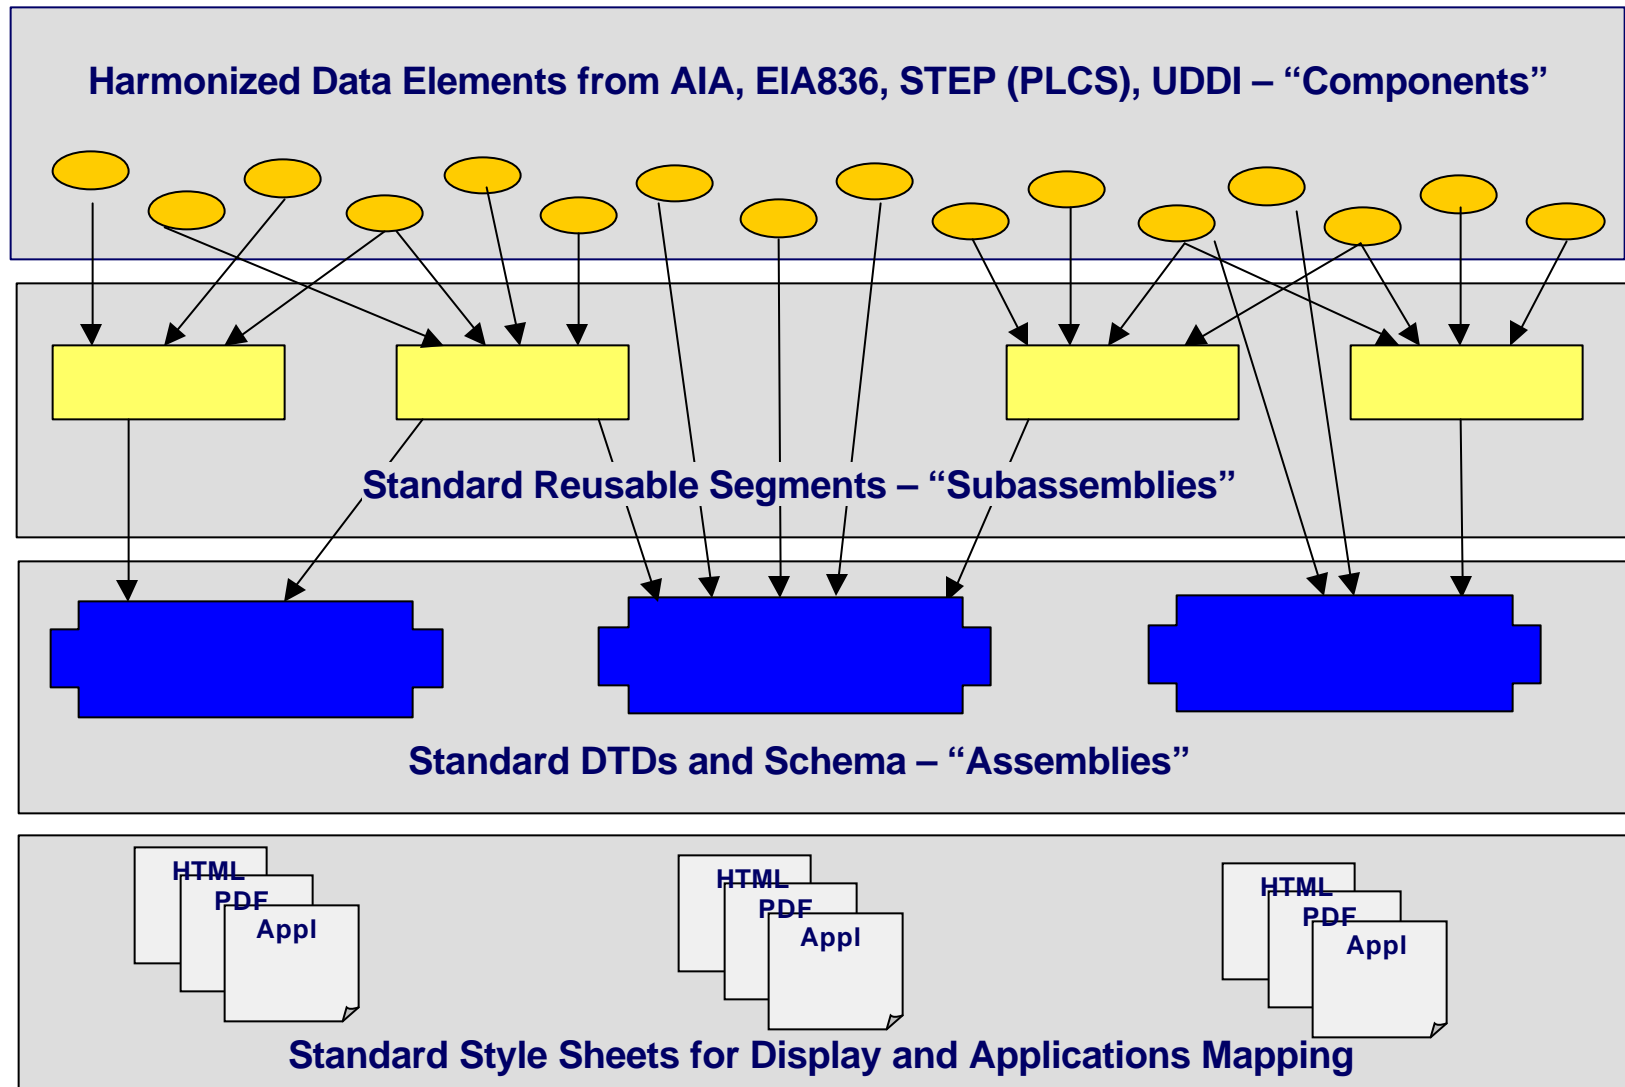 Harmonized Data Elements from AIA, EIA836, STEP (PLCS), UDDI – “Components”
Standard Reusable Segments – “Subassemblies”
Standard DTDs and Schema – “Assemblies”
HTML
PDF
Appl
HTML
PDF
Appl
HTML
PDF
Appl
Standard Style Sheets for Display and Applications Mapping